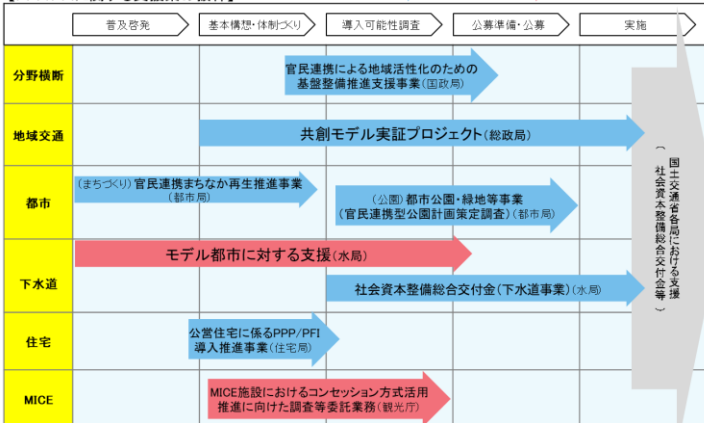 普及啓発
基本構想・体制づくり
導入可能性調査
公募準備・公募
実施
分野横断
官民連携による地域活性化のための
基盤整備推進支援事業(国政局)
地域交通
共創モデル実証プロジェクト(総政局)
都市
(まちづくり)官民連携まちなか再生推進事業
(都市局)
(公園)都市公園・緑地等事業
(官民連携型公園計画策定調査)(都市局)
下水道
モデル都市に対する支援(水局)
社会資本整備総合交付金(下水道事業)(水局)
住宅
公営住宅に係るPPP/PFI
導入推進事業(住宅局)
MICE
MICE施設におけるコンセッション方式活用
推進に向けた調査等委託業務(観光庁)
国土交通省各局における支援
(社会資本整備総合交付金等)